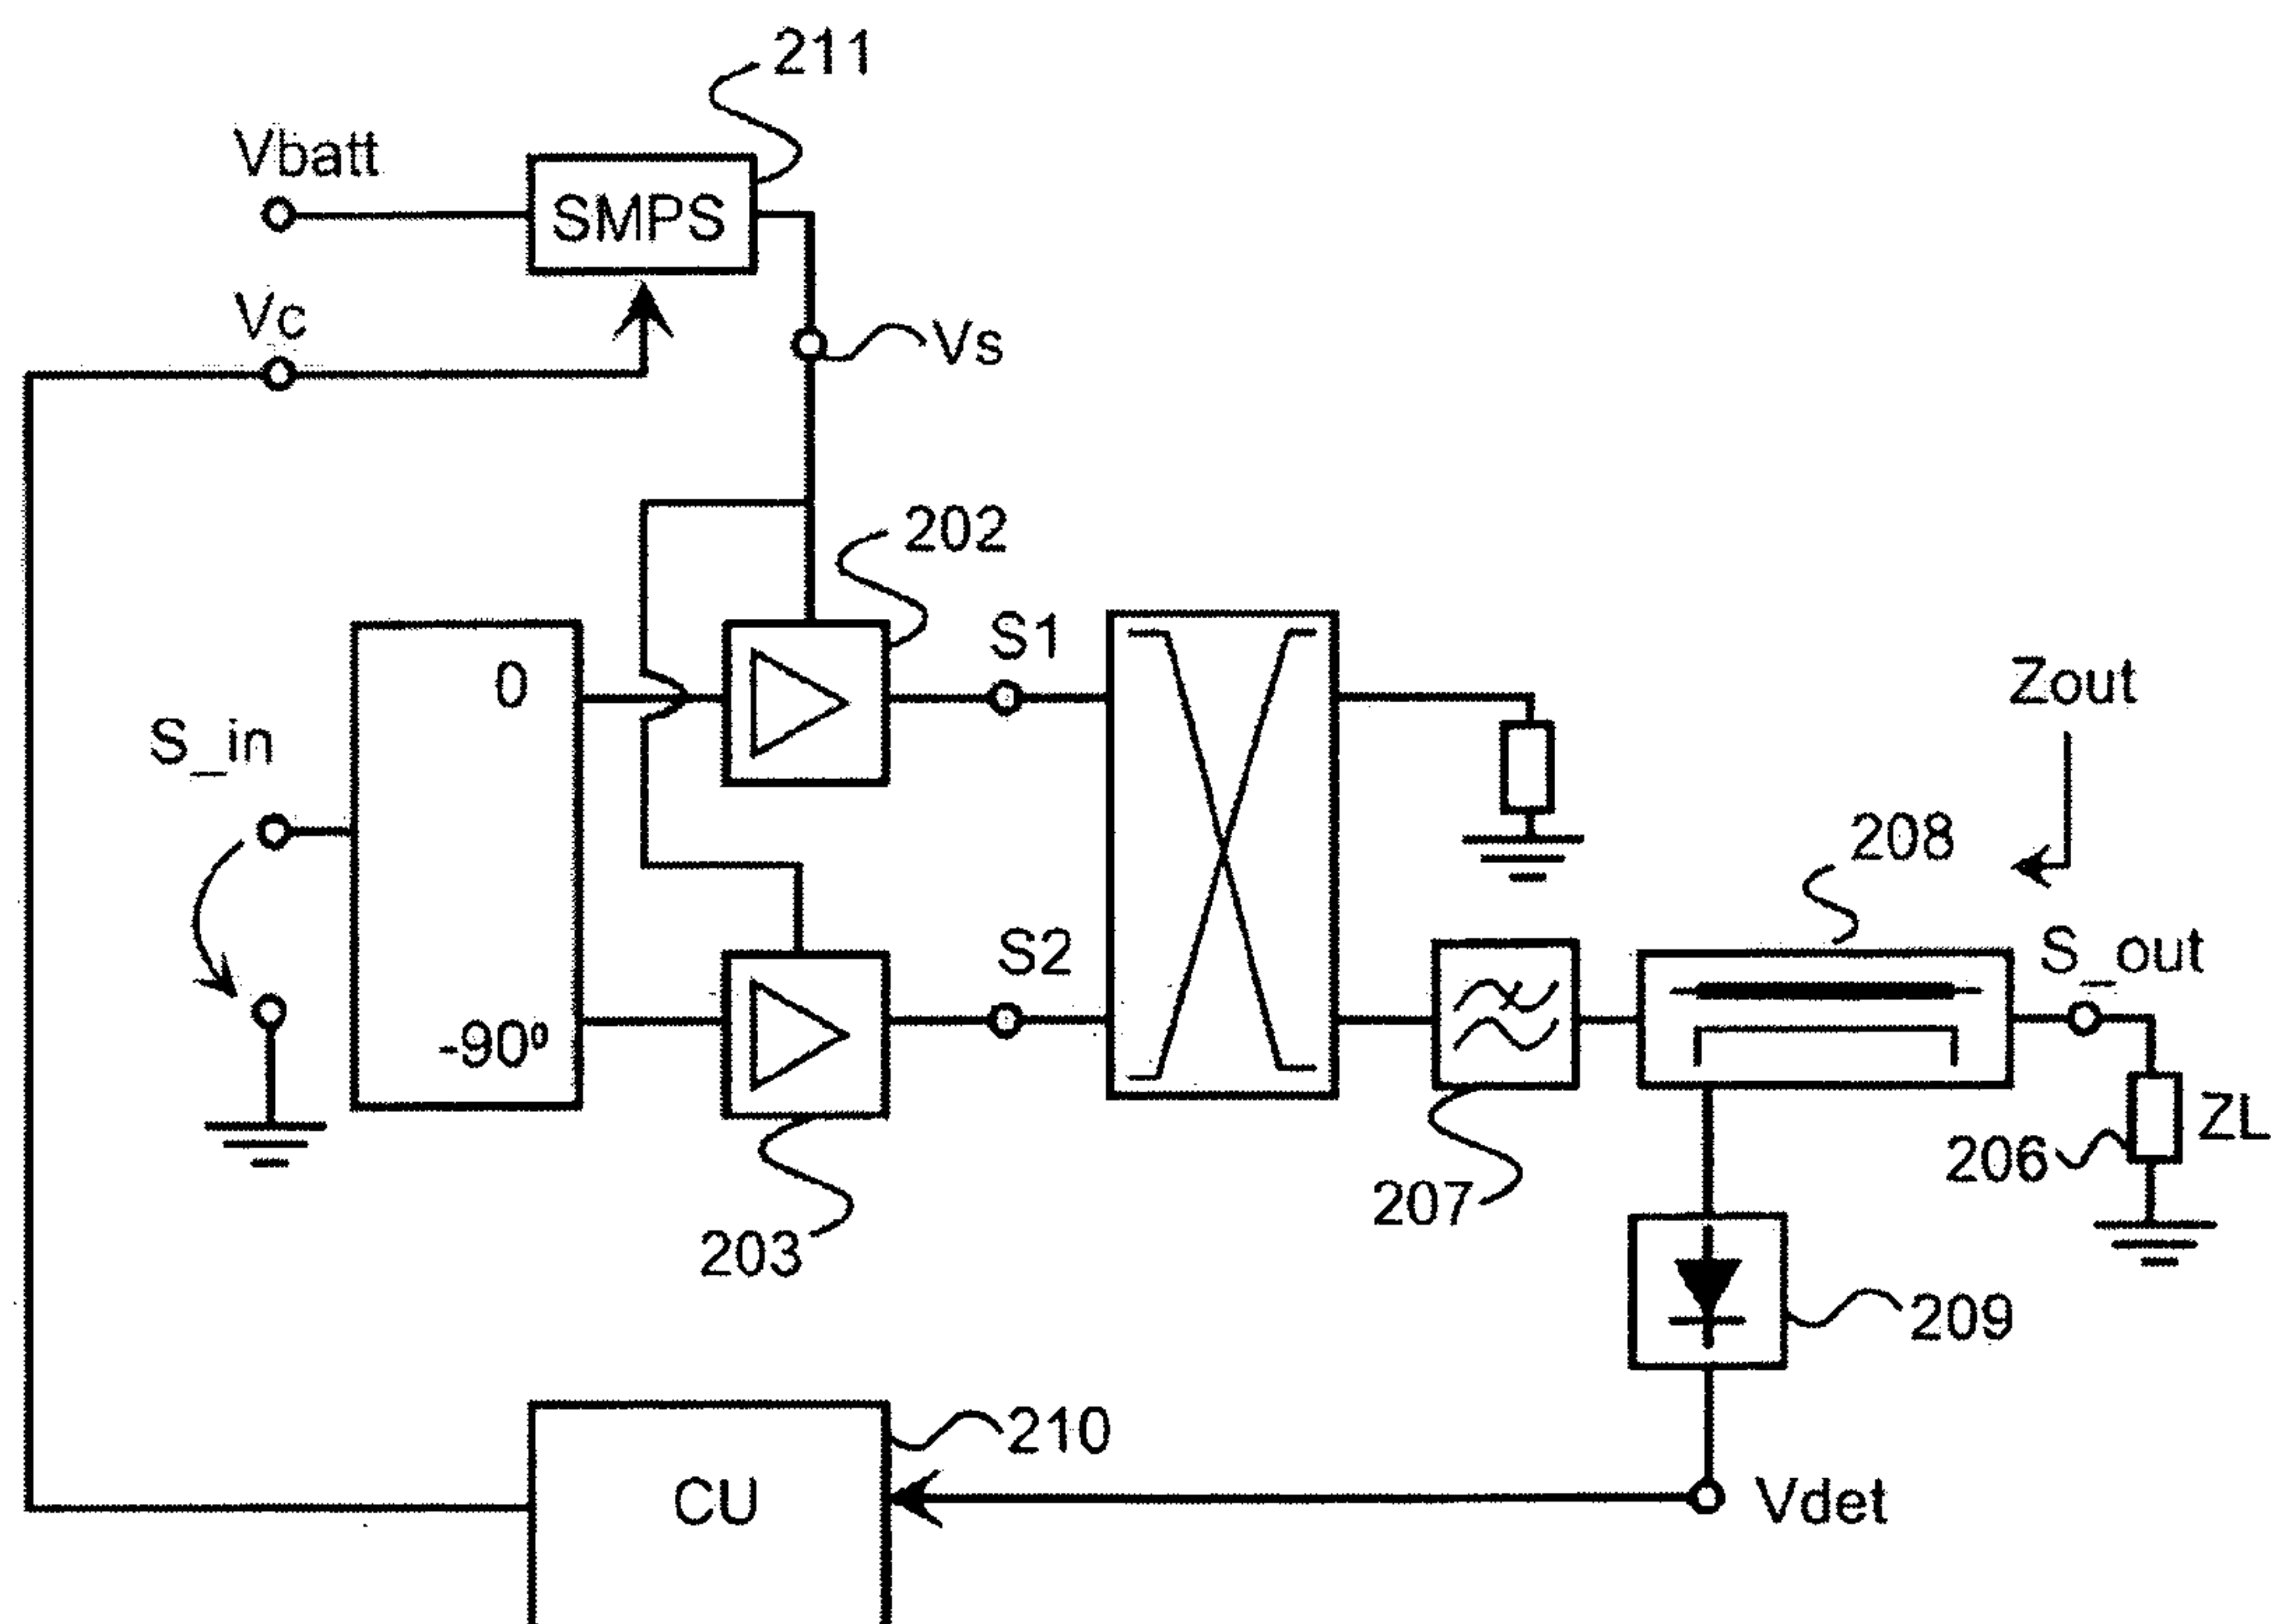 211
Vbatt
SMPS
Vc
Vs
202
S1
0
Zout
S_in
208
S2
S_out
-90º
ZL
206
207
203
209
210
CU
Vdet